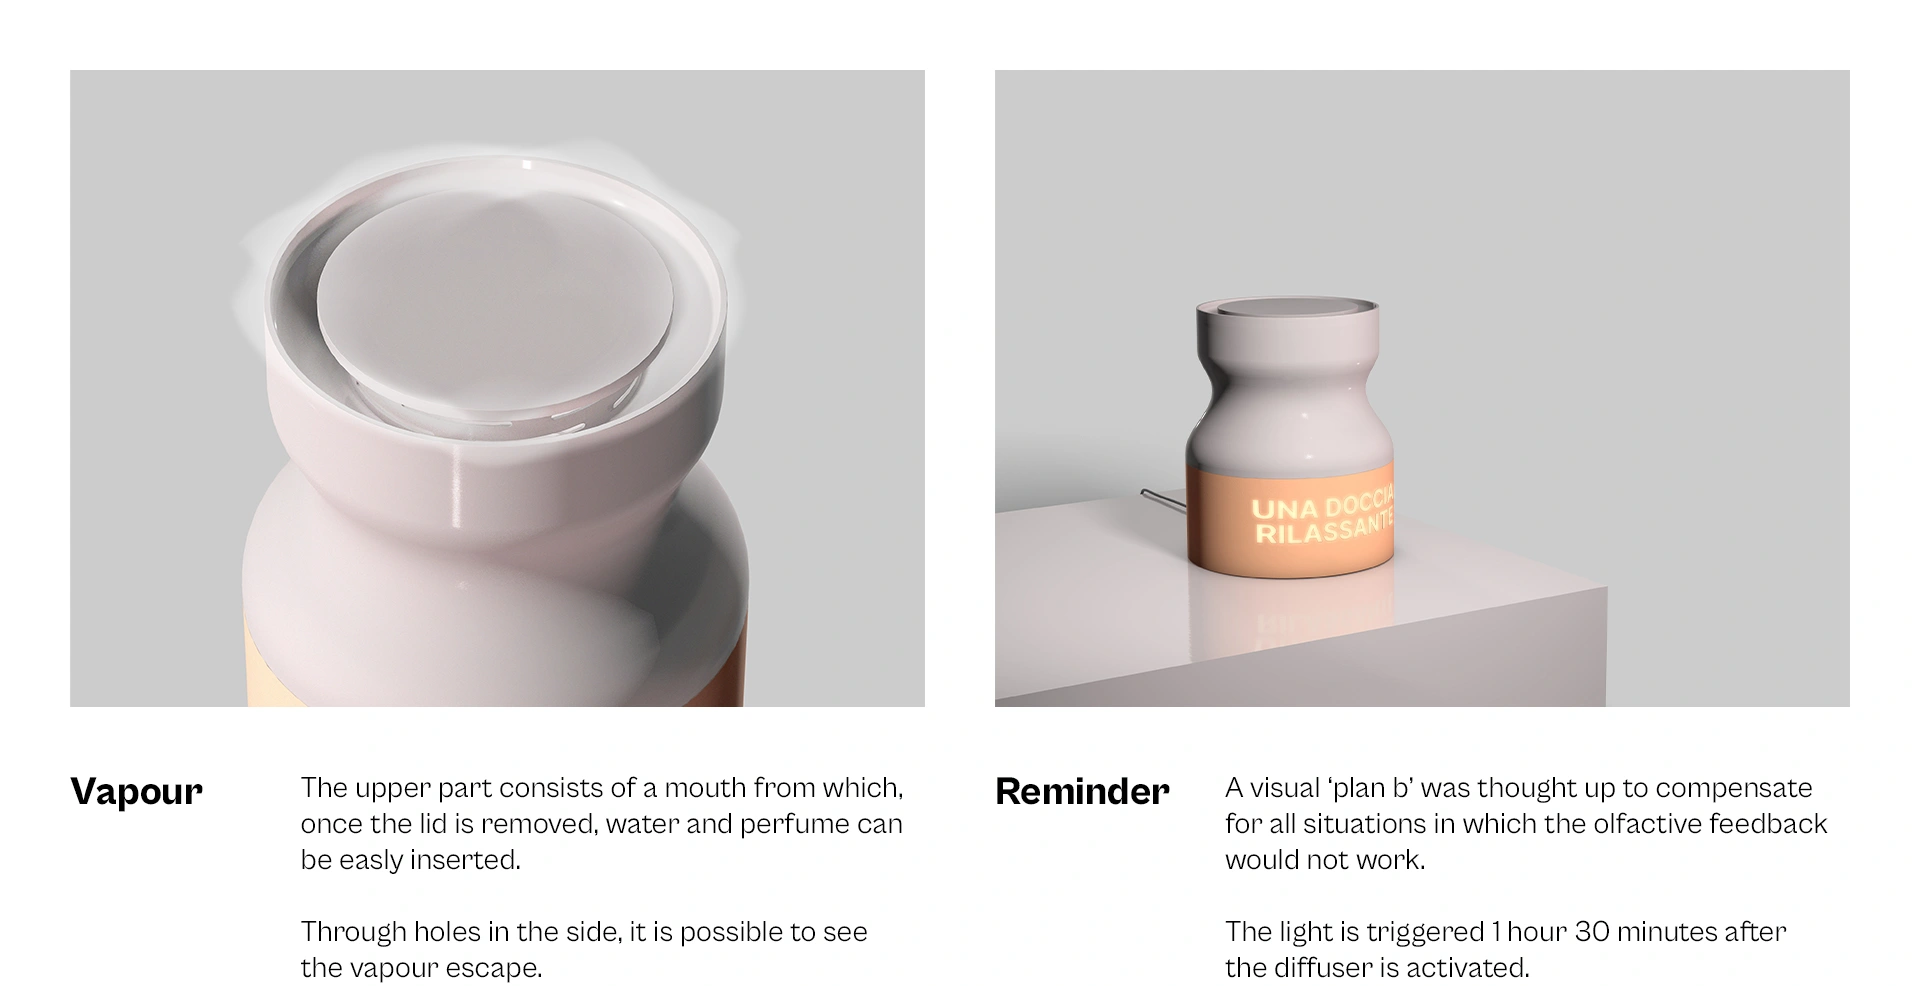 UNA DOCCIA
RILASSANTE
Vapour
The upper part consists of a mouth from which,
once the lid is removed, water and perfume can
be easly inserted.
Through holes in the side, it is possible to see
the vapour escape.
Reminder
A visual ‘plan b’ was thought up to compensate
for all situations in which the olfactive feedback
would not work.
The light is triggered 1 hour 30 minutes after
the diffuser is activated.